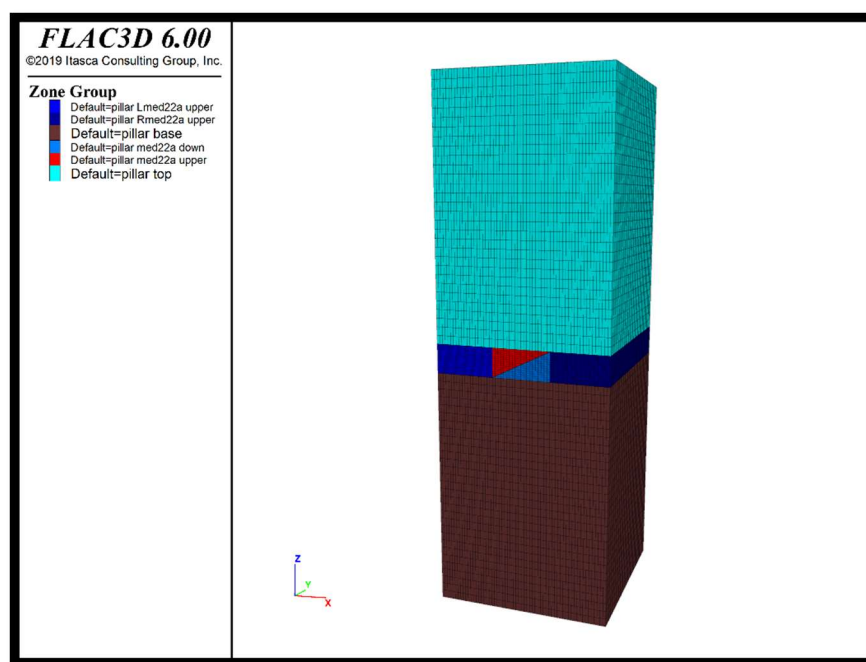 FLAC3D 6.00
©2019 Itasca Consulting Group, Inc.
Zone Group
Default=pillar Lmed22a upper
Default=pillar Rmed22a upper
Default=pillar base
Default=pillar med22a down
Default=pillar med22a upper
Default=pillar top
Z
Y
X